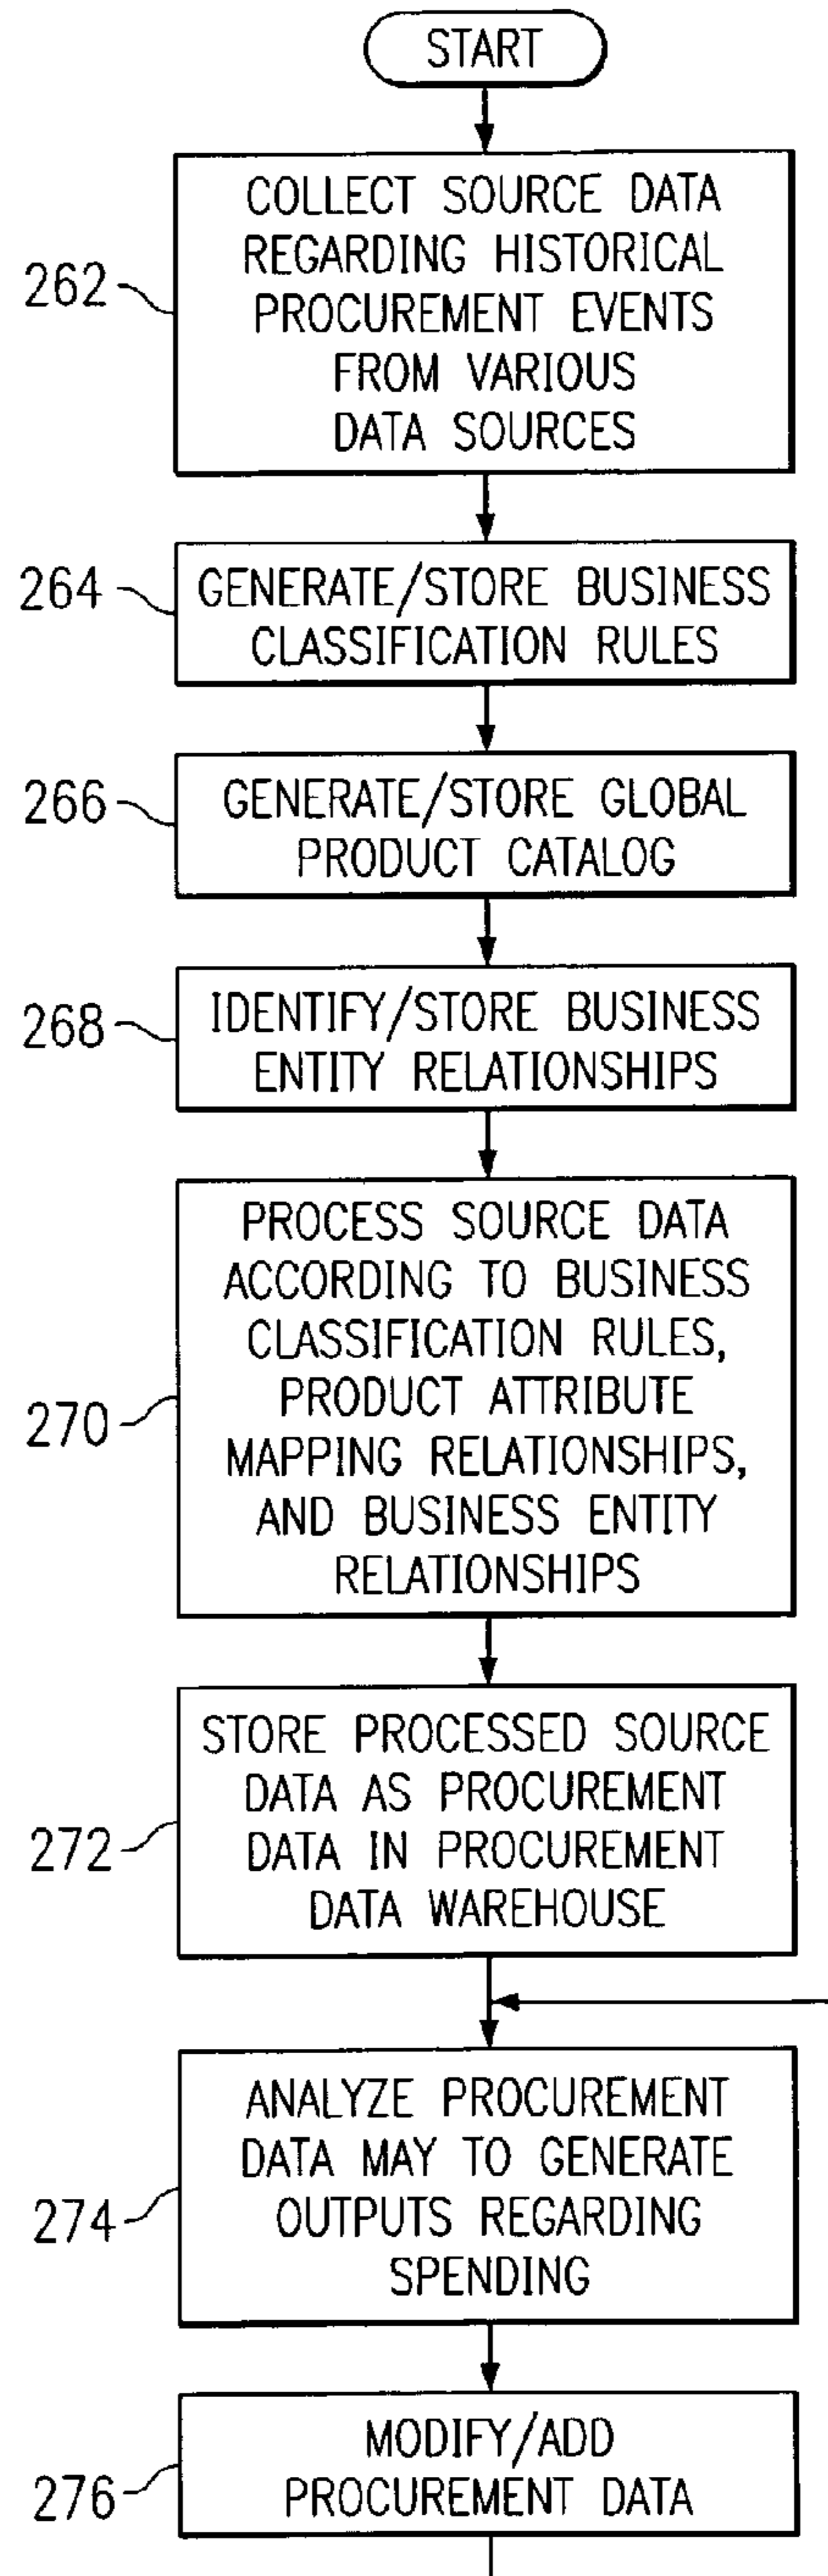 START
COLLECT SOURCE DATA
REGARDING HISTORICAL
PROCUREMENT EVENTS
FROM VARIOUS
DATA SOURCES
262
264
GENERATE/STORE BUSINESS
CLASSIFICATION RULES
266
GENERATE/STORE GLOBAL
PRODUCT CATALOG
268
IDENTIFY/STORE BUSINESS
ENTITY RELATIONSHIPS
PROCESS SOURCE DATA
ACCORDING TO BUSINESS
CLASSIFICATION RULES,
PRODUCT ATTRIBUTE
MAPPING RELATIONSHIPS,
AND BUSINESS ENTITY
RELATIONSHIPS
270
STORE PROCESSED SOURCE
DATA AS PROCUREMENT
DATA IN PROCUREMENT
DATA WAREHOUSE
272
ANALYZE PROCUREMENT
DATA MAY TO GENERATE
OUTPUTS REGARDING
SPENDING
274
MODIFY/ADD
PROCUREMENT DATA
276